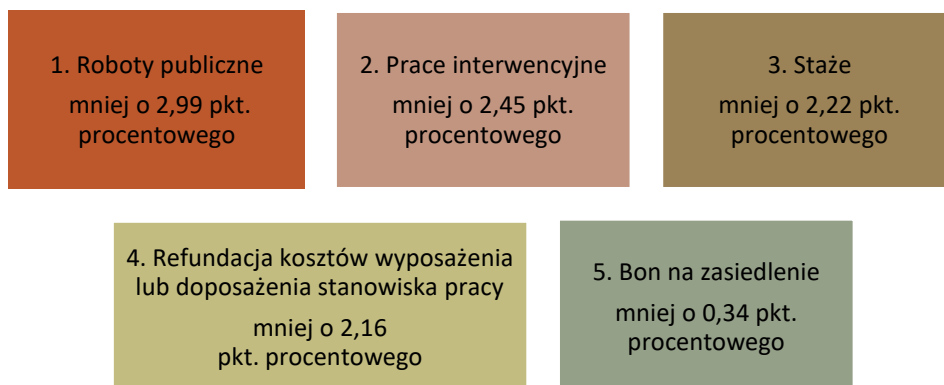 1. Roboty publiczne
mniej o 2,99 pkt.
procentowego
2. Prace interwencyjne
mniej o 2,45 pkt.
procentowego
3. Staże
mniej o 2,22 pkt.
procentowego
4. Refundacja kosztów wyposażenia
lub doposażenia stanowiska pracy
mniej o 2,16
pkt. procentowego
5. Bon na zasiedlenie
mniej o 0,34 pkt.
procentowego